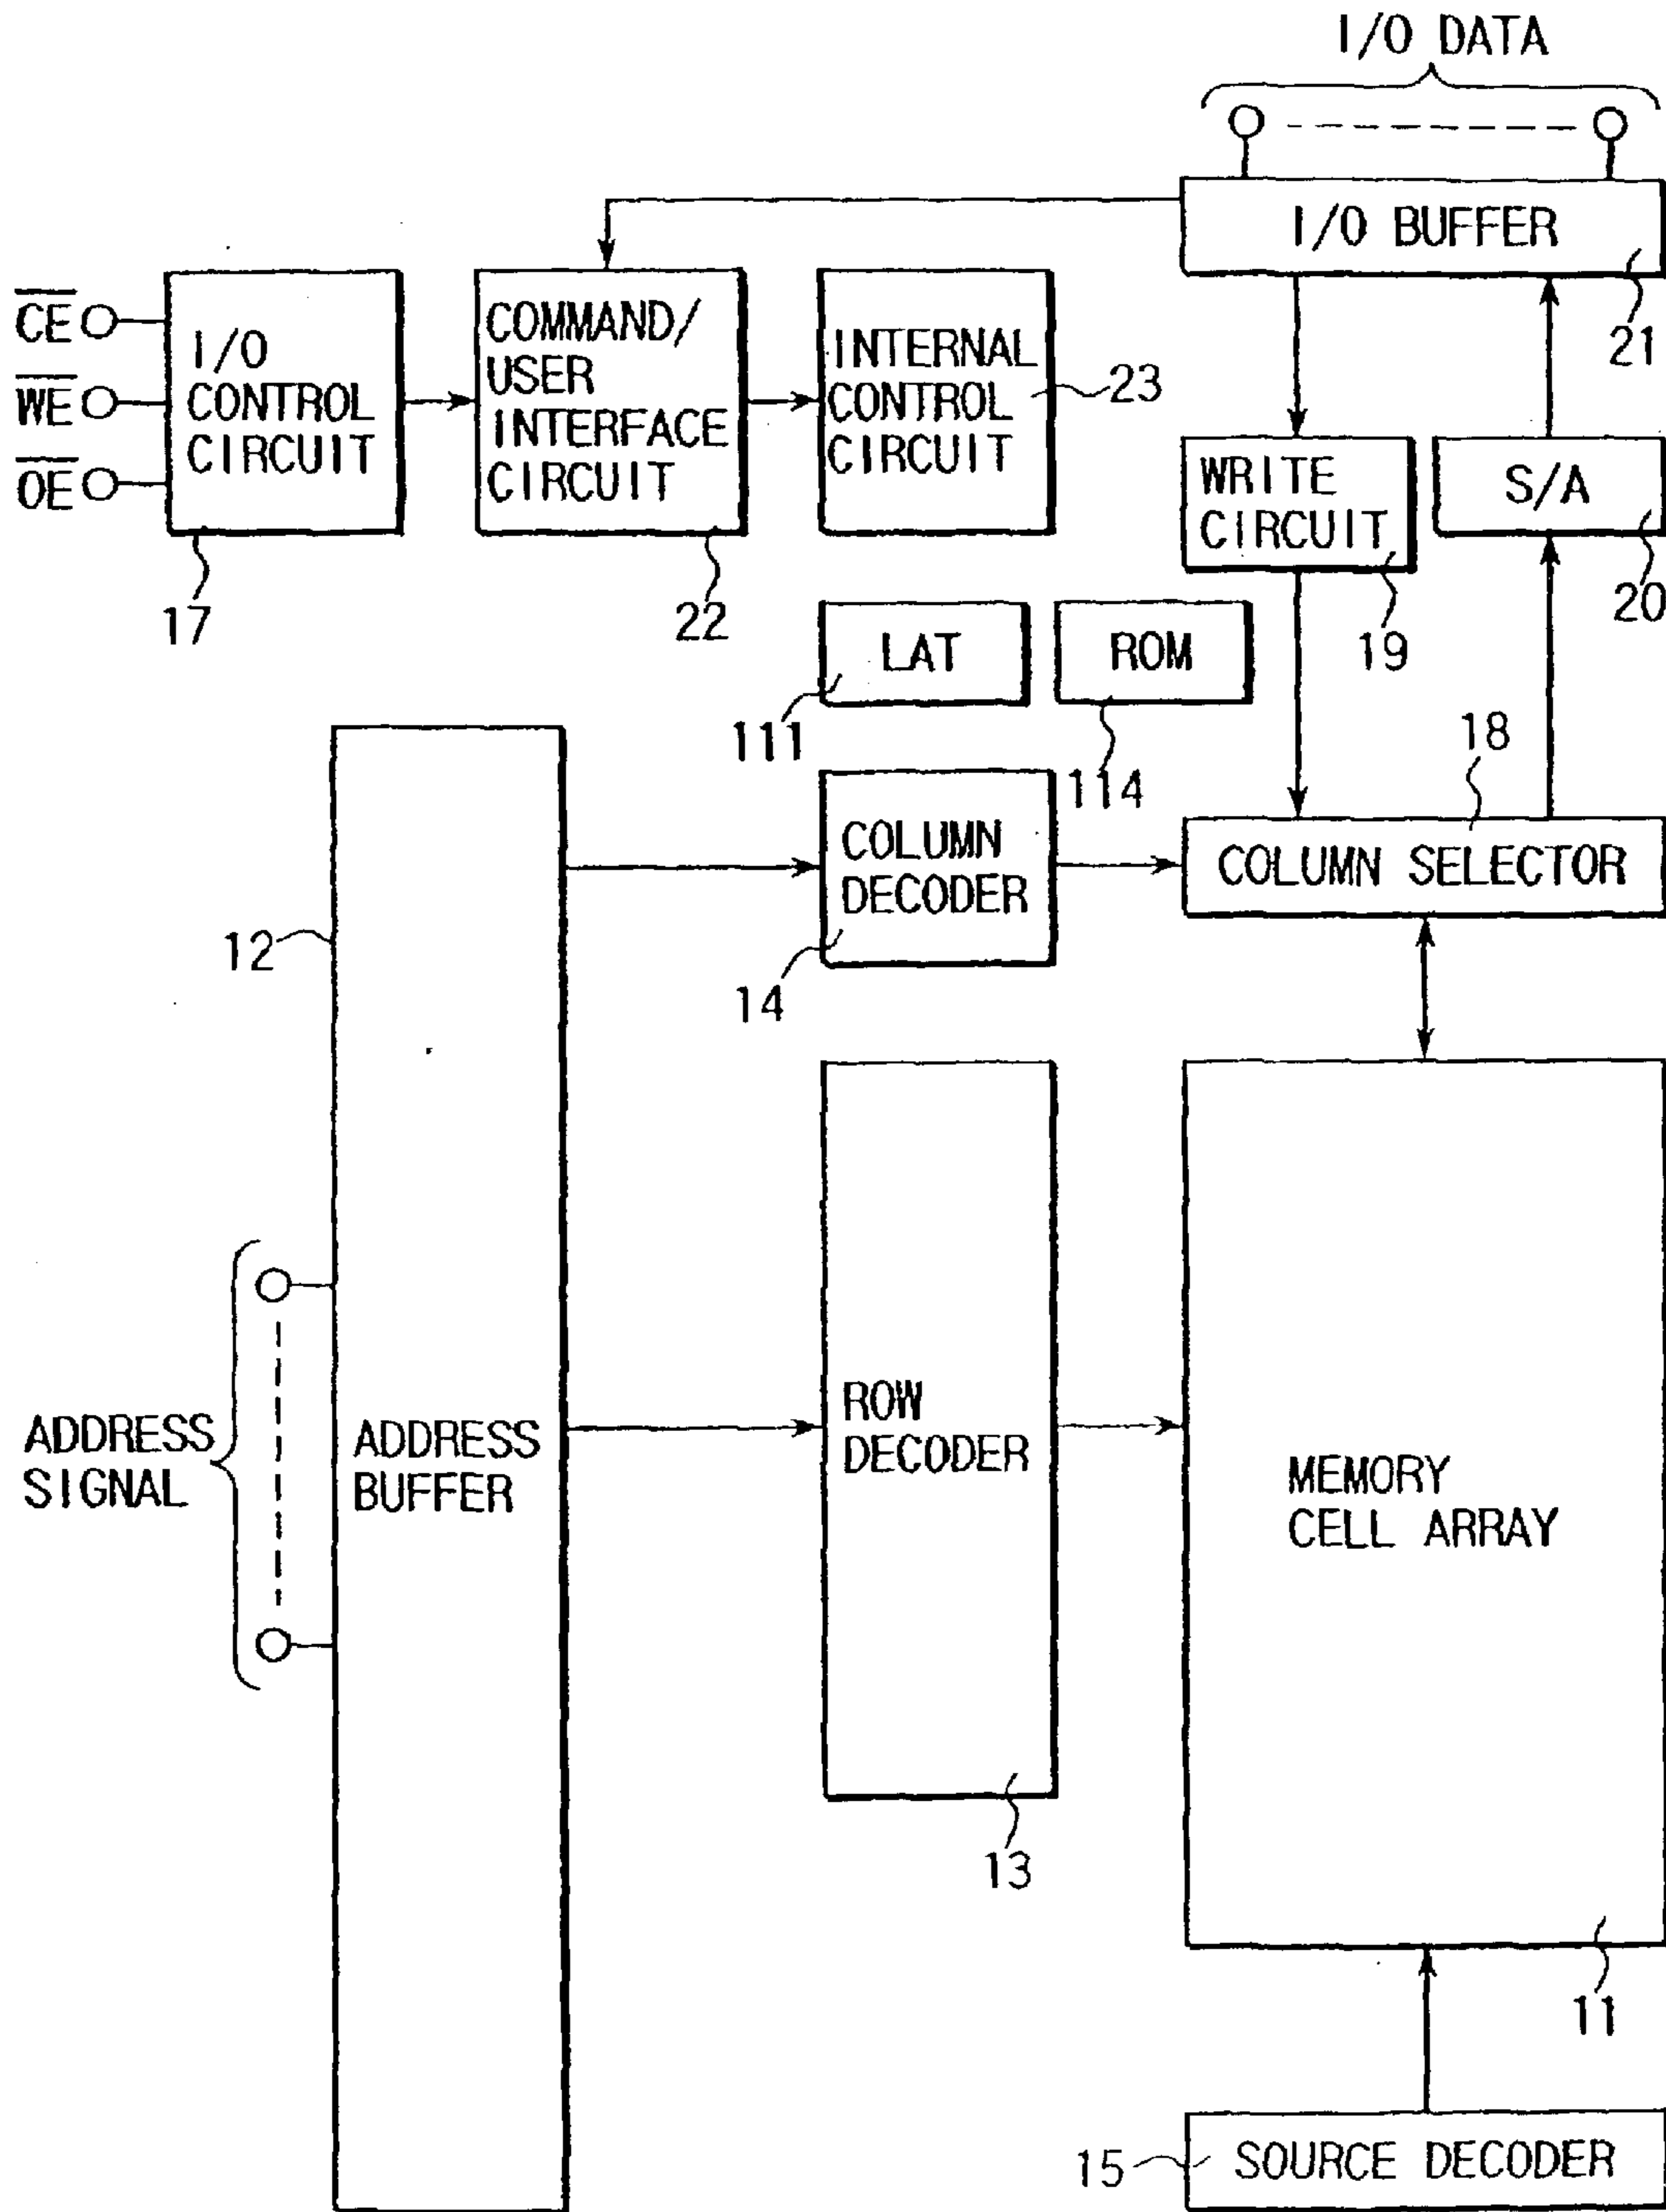 I/O DATA
I/O BUFFER
21
CE
WE
OE
I/O
CONTROL
CIRCUIT
17
COMMAND/
USER
INTERFACE
CIRCUIT
22
INTERNAL
CONTROL
CIRCUIT
23
WRITE
CIRCUIT
19
S/A
20
LAT
111
ROM
114
18
COLUMN
DECODER
14
COLUMN SELECTOR
12
ADDRESS
SIGNAL
ADDRESS
BUFFER
ROW
DECODER
13
MEMORY
CELL ARRAY
11
15
SOURCE DECODER